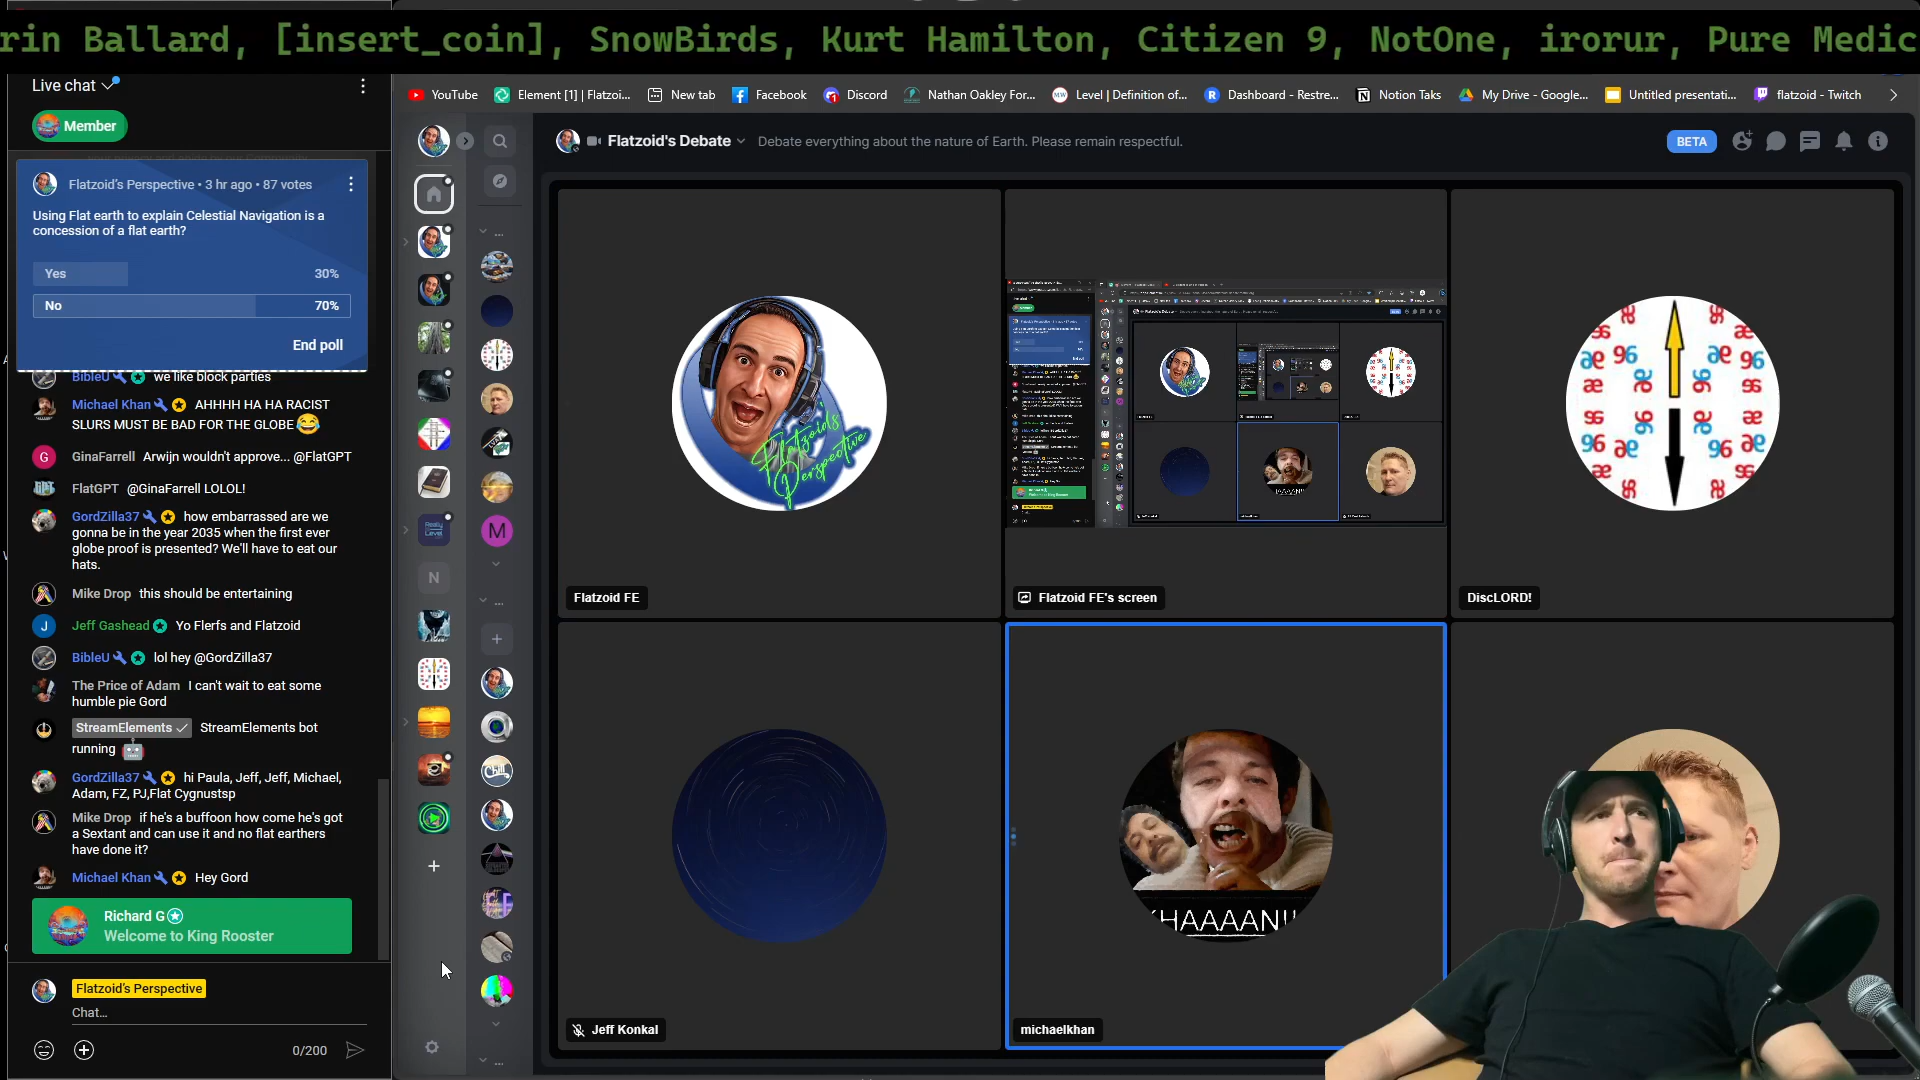 rin Ballard, [insert_coin], SnowBirds, Kurt Hamilton, Citizen 9, NotOne, irorur, Pure Medic
Live chat
Member
YouTube
Element [1] | Flatzoi...
New tab
Facebook
Discord
Nathan Oakley For...
Level | Definition of...
Dashboard - Restre...
Notion Taks
My Drive - Google...
Untitled presentati...
flatzoid - Twitch
Flatzoid's Debate
Debate everything about the nature of Earth. Please remain respectful.
BETA
Flatzoid's Perspective • 3 hr ago • 87 votes
Using Flat earth to explain Celestial Navigation is a
concession of a flat earth?
Yes 30%
No 70%
End poll
BibleU we like block parties
Michael Khan AHHHH HA HA RACIST
SLURS MUST BE BAD FOR THE GLOBE
GinaFarrell Arwijn wouldn't approve... @FlatGPT
FlatGPT @GinaFarrell LOLOL!
GordZilla37 how embarrassed are we
gonna be in the year 2035 when the first ever
globe proof is presented? We'll have to eat our
hats.
Mike Drop this should be entertaining
Jeff Gashead Yo Flerfs and Flatzoid
BibleU lol hey @GordZilla37
The Price of Adam I can't wait to eat some
humble pie Gord
StreamElements StreamElements bot
running
GordZilla37 hi Paula, Jeff, Jeff, Michael,
Adam, FZ, PJ,Flat Cygnustsp
Mike Drop if he's a buffoon how come he's got
a Sextant and can use it and no flat earthers
have done it?
Michael Khan Hey Gord
Richard G
Welcome to King Rooster
Flatzoid's Perspective
Chat...
0/200
N
M
Flatzoid's
Perspective
Flatzoid FE
Flatzoid FE's screen
DiscLORD!
Jeff Konkal
KHAAAAN!!
michaelkhan